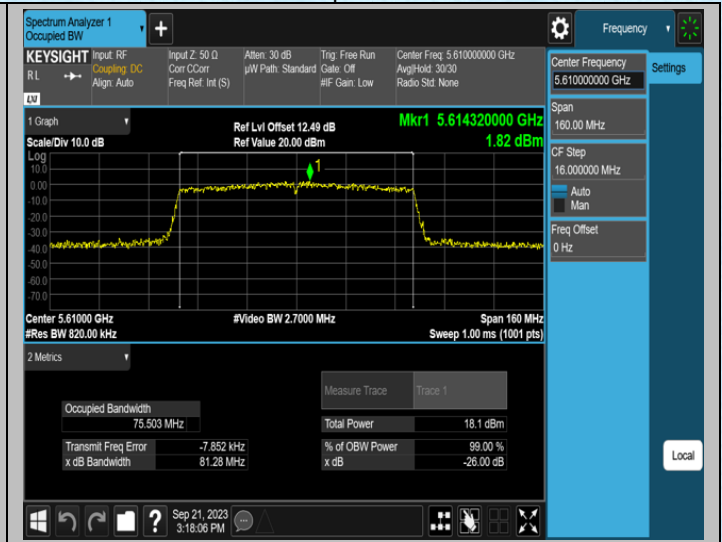 Spectrum Analyzer 1
Occupied BW
+
Frequency
KEYSIGHT
R L
Input: RF
Coupling: DC
Align: Auto
Input Z: 50 Ω
Corr CCorr
Freq Ref: Int (S)
Atten: 30 dB
µW Path: Standard
Trig: Free Run
Gate: Off
#IF Gain: Low
Center Freq: 5.610000000 GHz
Avg|Hold: 30/30
Radio Std: None
LXI
Center Frequency
5.610000000 GHz
Settings
Span
160.00 MHz
CF Step
16.000000 MHz
Auto
Man
Freq Offset
0 Hz
1 Graph
Scale/Div 10.0 dB
Ref Lvl Offset 12.49 dB
Ref Value 20.00 dBm
Mkr1 5.614320000 GHz
1.82 dBm
Log
10.0
0.00
-10.0
-20.0
-30.0
-40.0
-50.0
-60.0
-70.0
1
Center 5.61000 GHz
#Res BW 820.00 kHz
#Video BW 2.7000 MHz
Span 160 MHz
Sweep 1.00 ms (1001 pts)
2 Metrics
Measure Trace Trace 1
Occupied Bandwidth
75.503 MHz
Total Power 18.1 dBm
Transmit Freq Error -7.852 kHz
% of OBW Power 99.00 %
x dB Bandwidth 81.28 MHz
x dB -26.00 dB
Local
?
Sep 21, 2023
3:18:06 PM